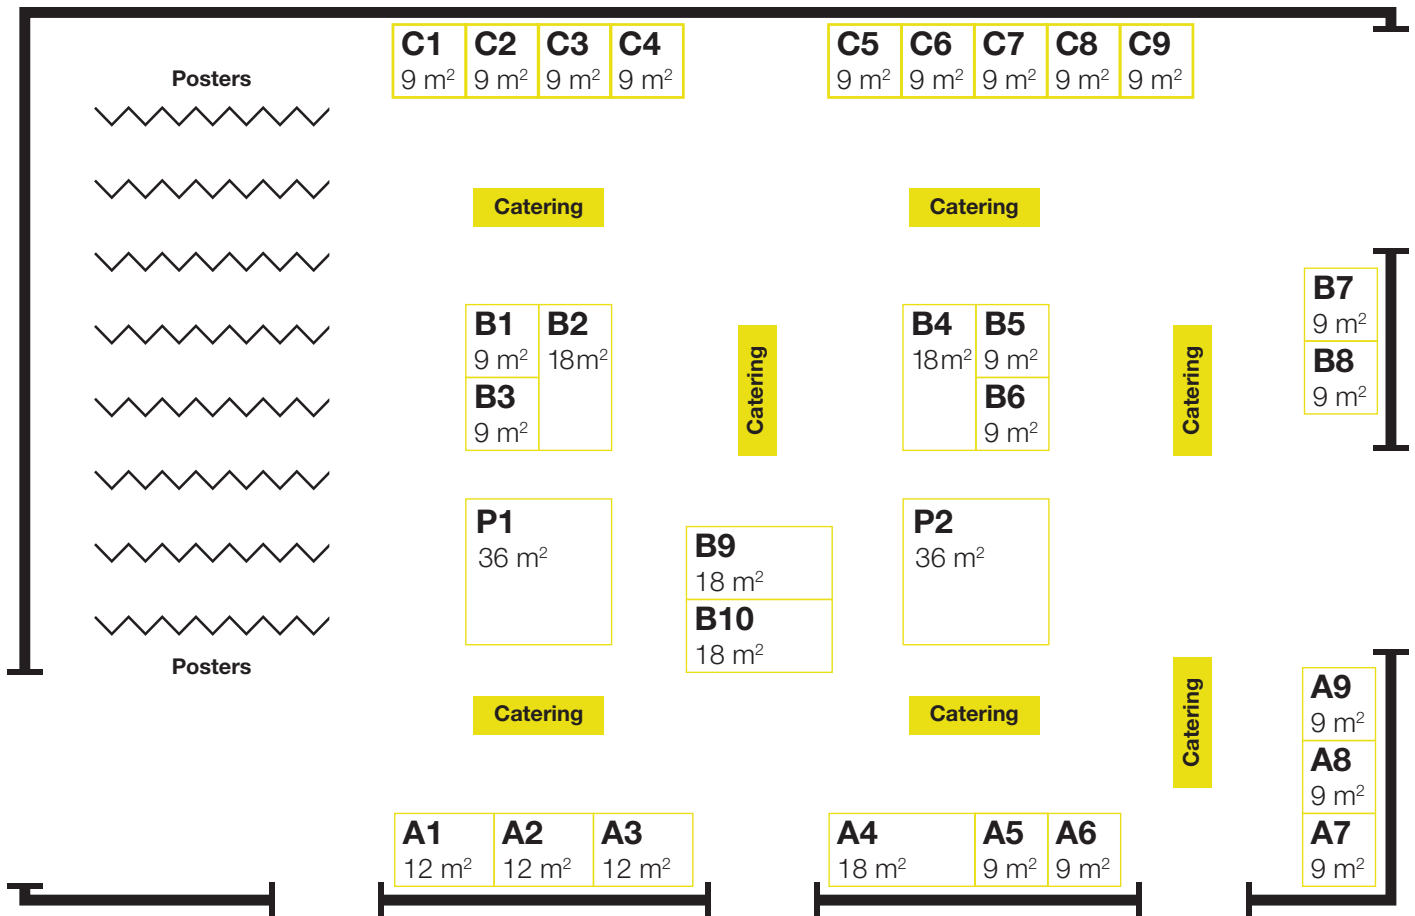 Posters
C1
9 m²
C2
9 m²
C3
9 m²
C4
9 m²
C5
9 m²
C6
9 m²
C7
9 m²
C8
9 m²
C9
9 m²
Catering
Catering
B1
9 m²
B2
18m²
B3
9 m²
Catering
B4
18m²
B5
9 m²
B6
9 m²
Catering
B7
9 m²
B8
9 m²
P1
36 m²
B9
18 m²
B10
18 m²
P2
36 m²
Posters
Catering
Catering
Catering
A9
9 m²
A8
9 m²
A7
9 m²
A1
12 m²
A2
12 m²
A3
12 m²
A4
18 m²
A5
9 m²
A6
9 m²